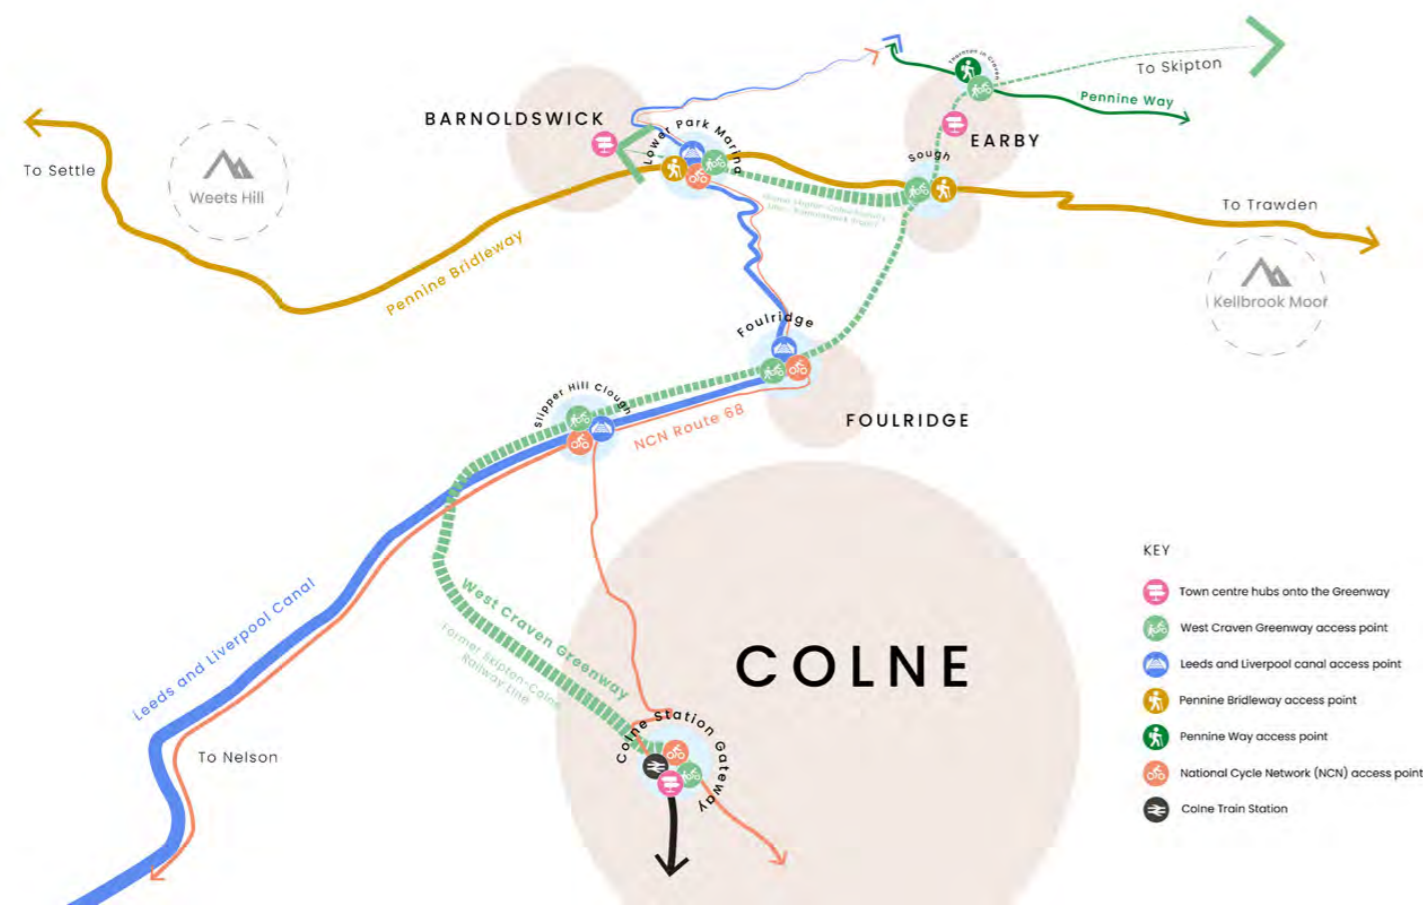 To Skipton
Thornton in Craven
Pennine Way
BARNOLDSWICK
EARBY
Lower Park Marina
Sough
To Settle
Weets Hill
To Trawden
Pennine Bridleway
Kellbrook Moor
Foulridge
Slipper Hill Clough
NCN Route 68
FOULRIDGE
KEY
Town centre hubs onto the Greenway
West Craven Greenway access point
Leeds and Liverpool canal access point
Pennine Bridleway access point
Pennine Way access point
National Cycle Network (NCN) access point
Colne Train Station
Leeds and Liverpool Canal
West Craven Greenway
Former Skipton-Colne
Railway Line
COLNE
Colne Station Gateway
To Nelson